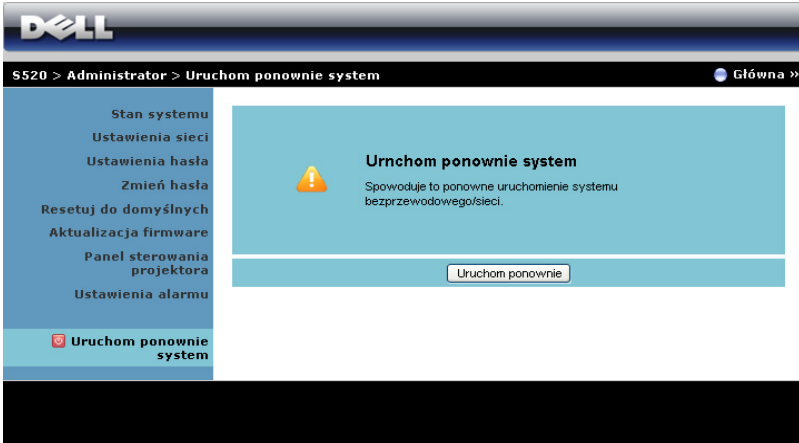 DELL
S520 > Administrator > Uruchom ponownie system
Główna »
Stan systemu
Ustawienia sieci
Ustawienia hasła
Zmień hasła
Resetuj do domyślnych
Aktualizacja firmware
Panel sterowania
projektora
Ustawienia alarmu
Uruchom ponownie
system
Urnchom ponownie system
Spowoduje to ponowne uruchomienie systemu
bezprzewodowego/sieci.
Uruchom ponownie